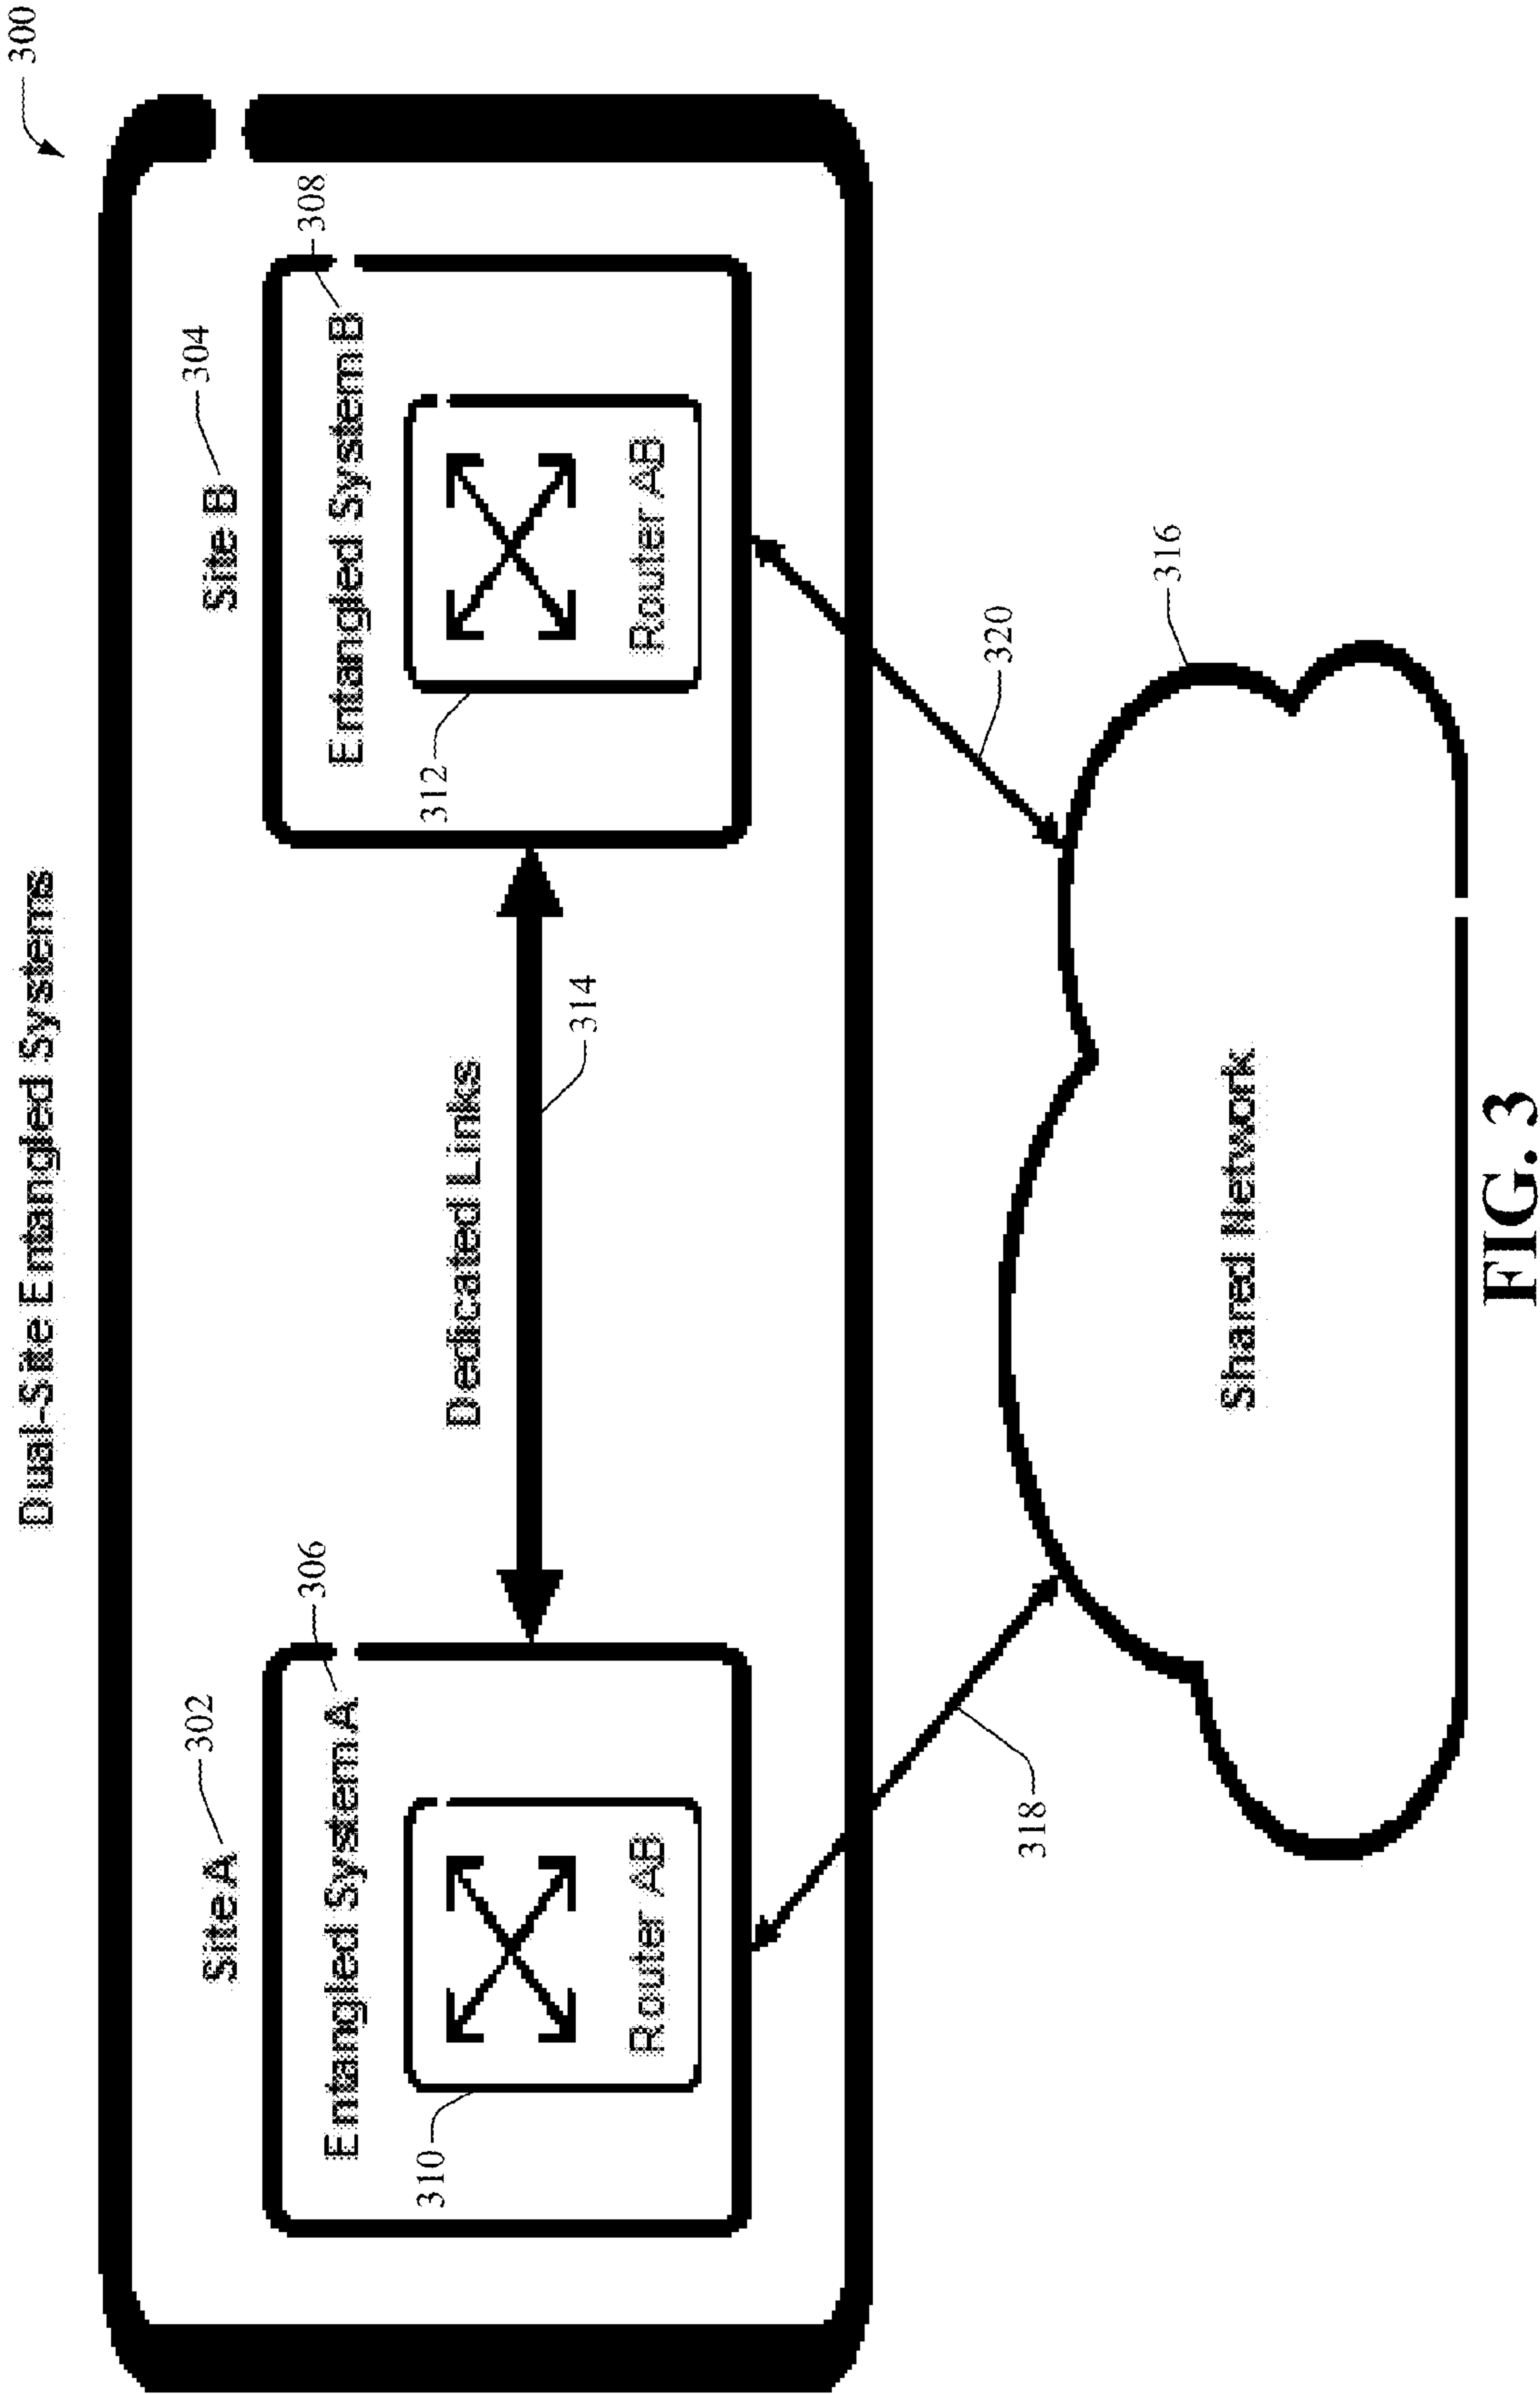 Dual-Site Entangled Systems
300
Site A
302
Site B
304
Entangled System A
306
Entangled System B
308
310
Router AB
312
Router AB
Dedicated Links
314
318
320
316
Shared Network
FIG. 3